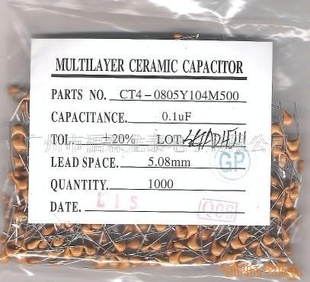 MULTILAYER CERAMIC CAPACITOR
PARTS NO. CT4-0805Y104M500
CAPACITANCE. 0.1uF
TOL ±20% LOT:
GP
LEAD SPACE. 5.08mm
QUANTITY 1000
DATE.